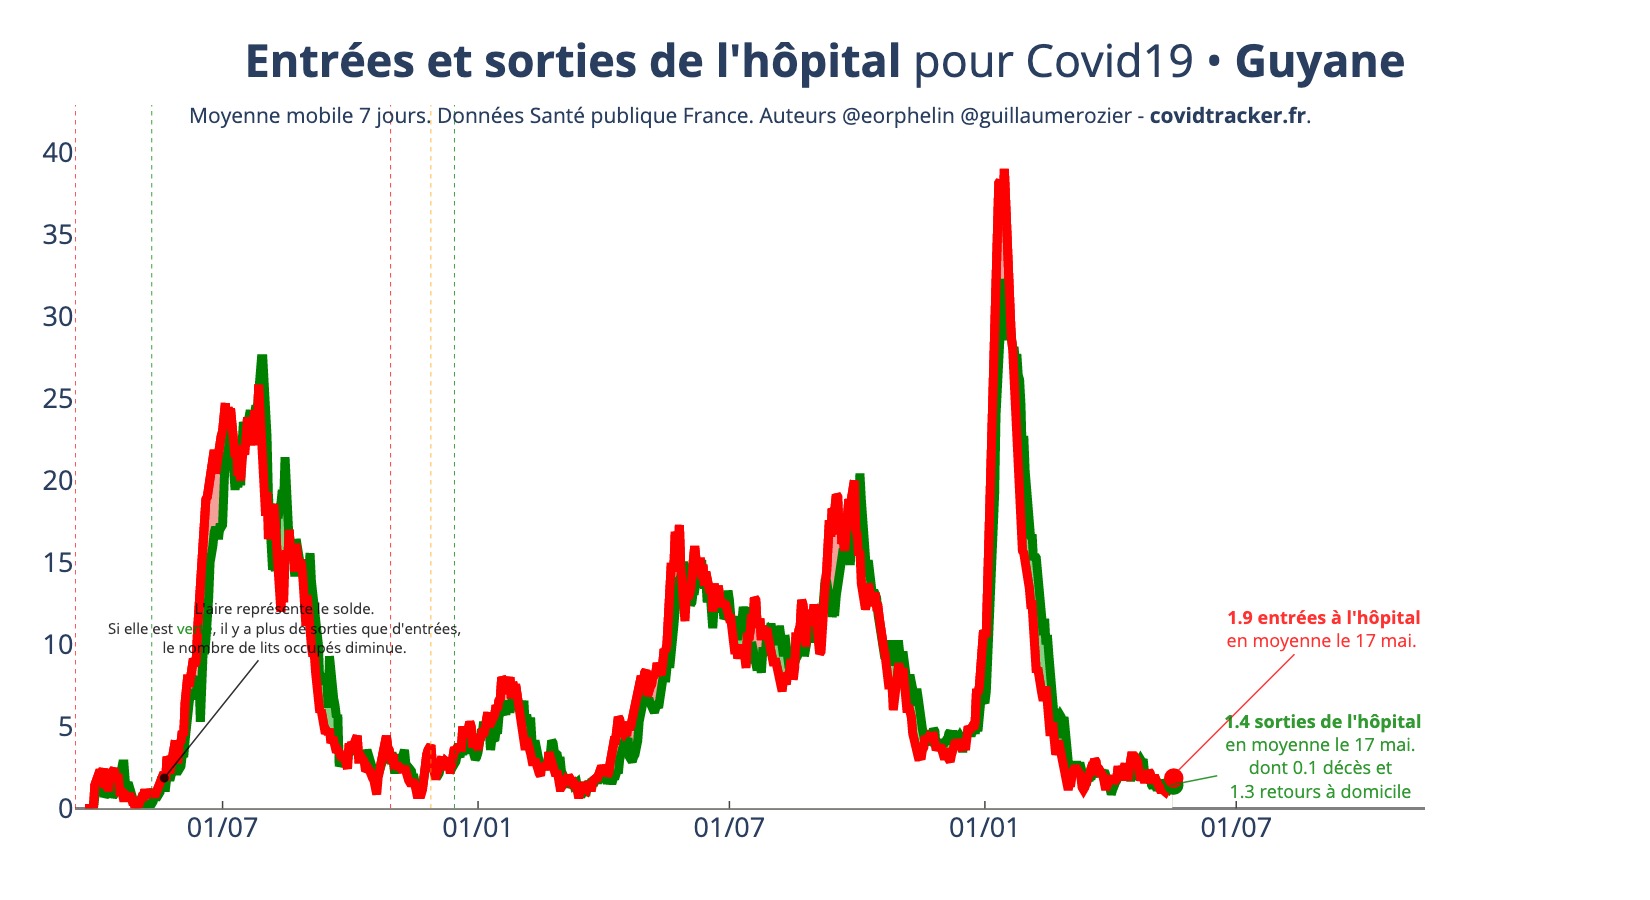 Entrées et sorties de l'hôpital pour Covid19 • Guyane
Moyenne mobile 7 jours. Données Santé publique France. Auteurs @eorphelin @guillaumerozier - covidtracker.fr.
40
35
30
25
20
15
10
5
0
L'aire représente le solde.
Si elle est verte, il y a plus de sorties que d'entrées,
le nombre de lits occupés diminue.
1.9 entrées à l'hôpital
en moyenne le 17 mai.
1.4 sorties de l'hôpital
en moyenne le 17 mai.
dont 0.1 décès et
1.3 retours à domicile
01/07
01/01
01/07
01/01
01/07